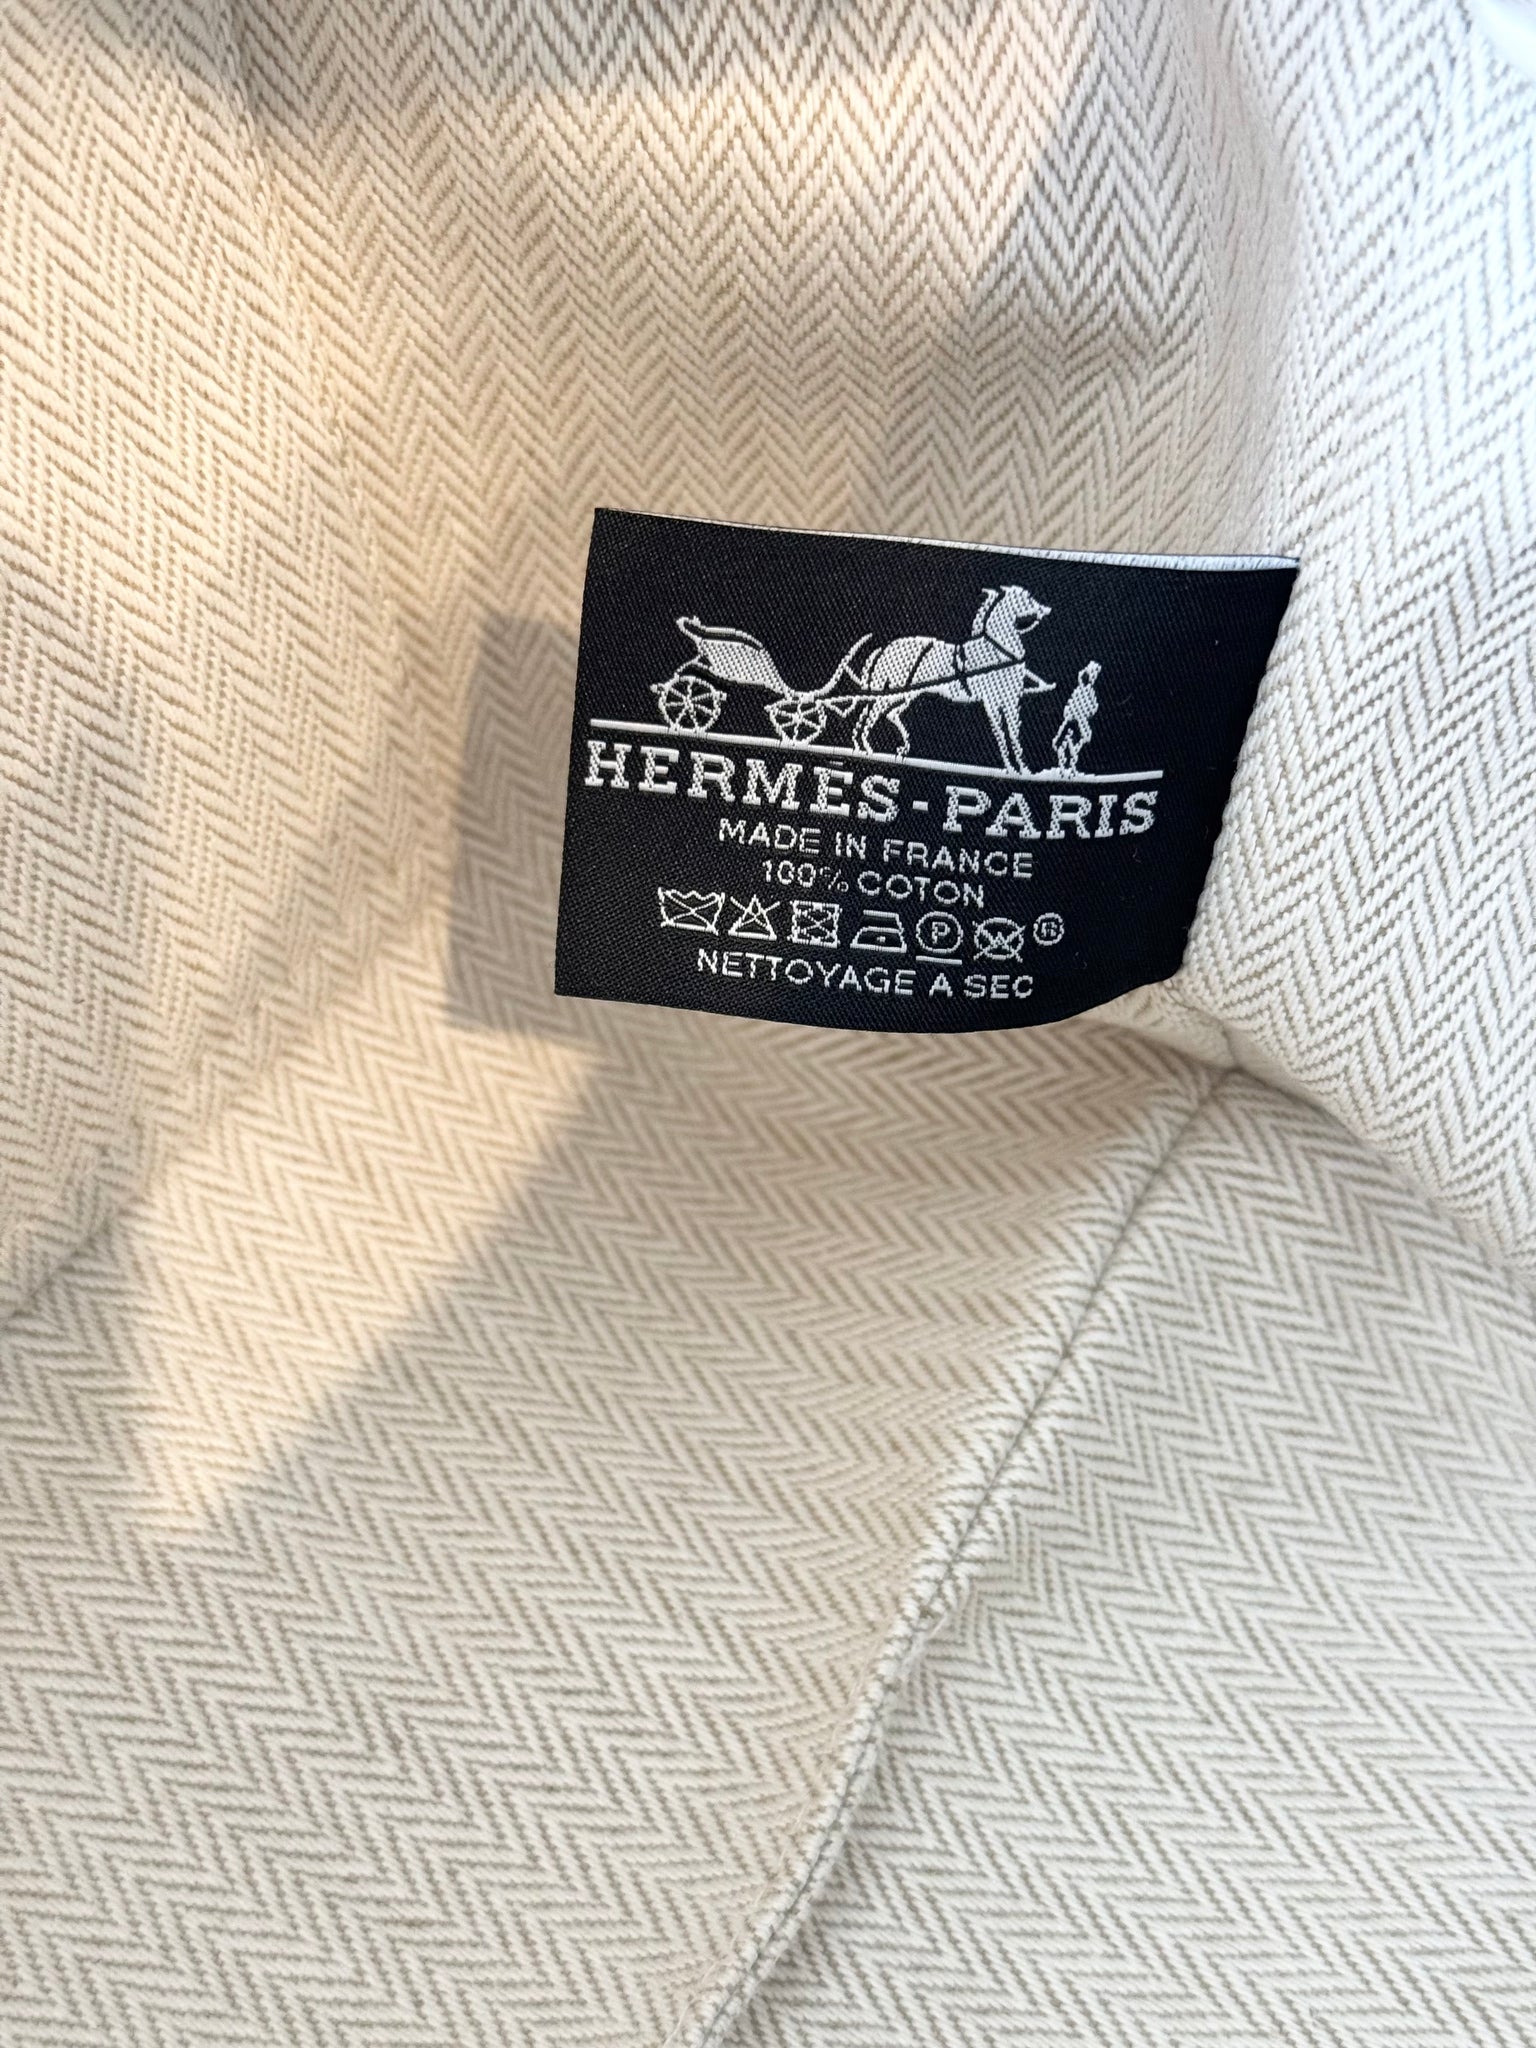 HERMÈS-PARIS
MADE IN FRANCE
100% COTON
P ®
NETTOYAGE A SEC